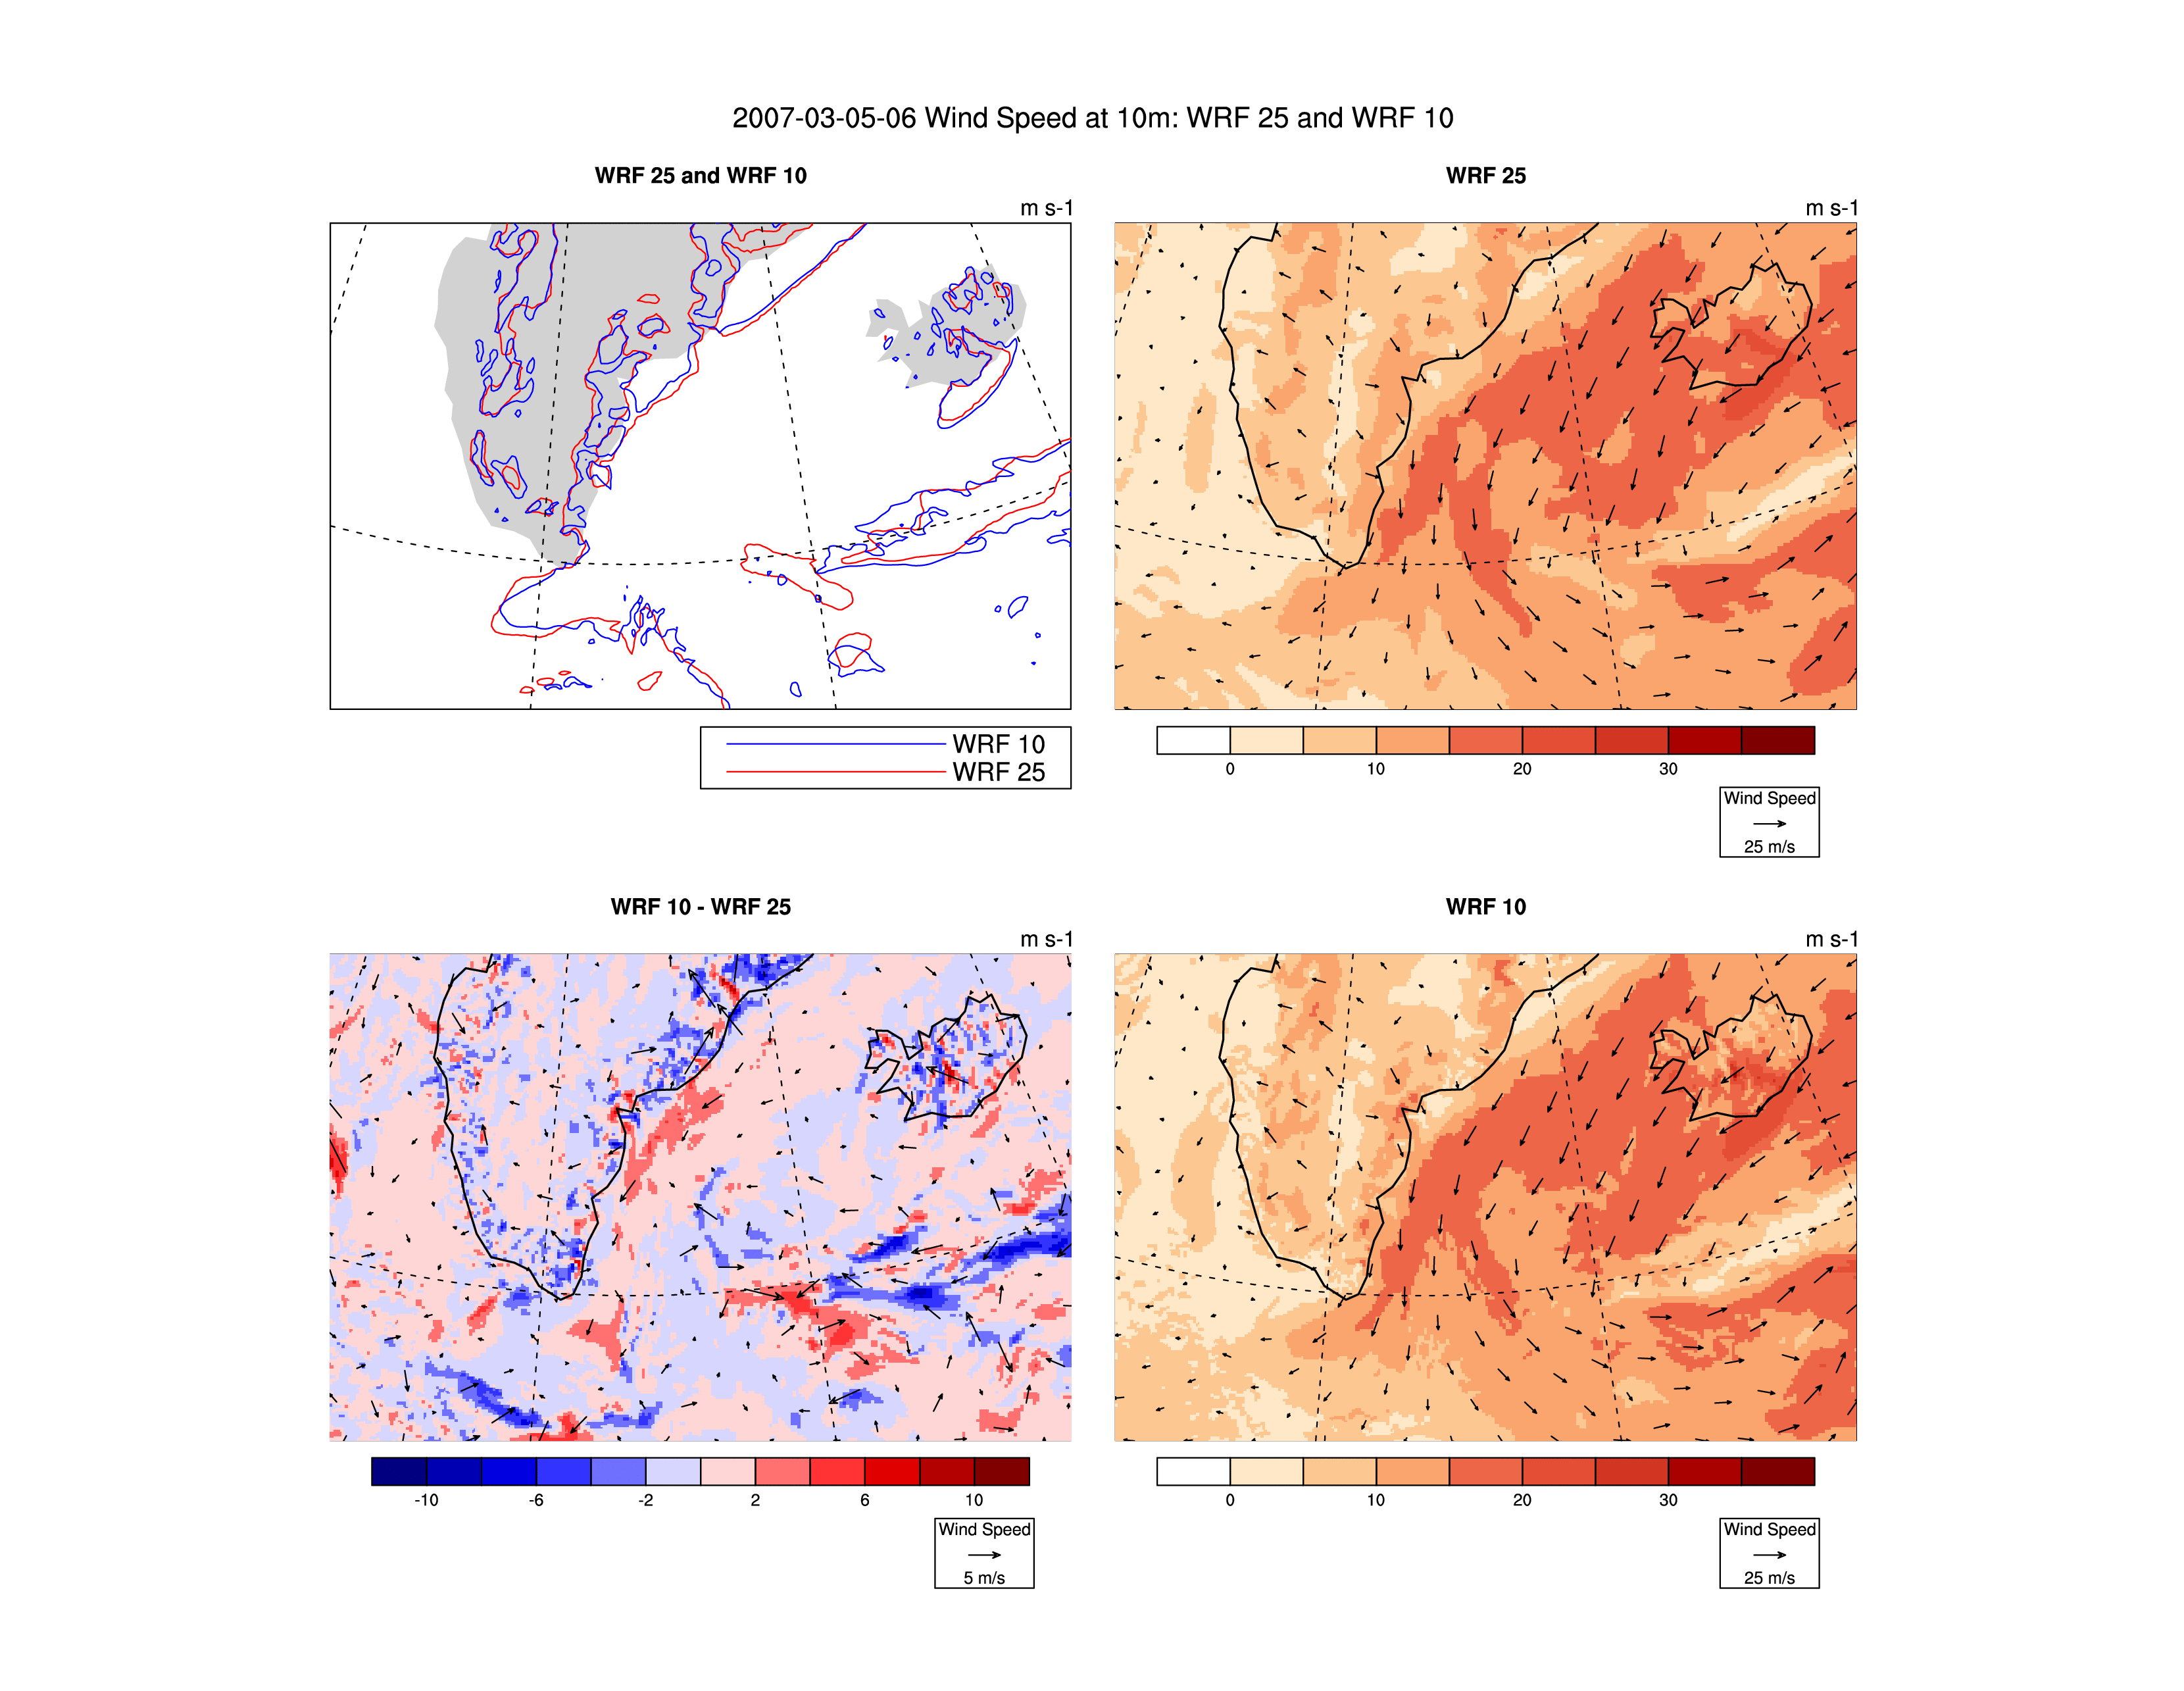 2007-03-05-06 Wind Speed at 10m: WRF 25 and WRF 10
WRF 25 and WRF 10
m s-1
WRF 10
WRF 25
WRF 25
m s-1
0 10 20 30
Wind Speed
25 m/s
WRF 10 - WRF 25
m s-1
-10 -6 -2 2 6 10
Wind Speed
5 m/s
WRF 10
m s-1
0 10 20 30
Wind Speed
25 m/s